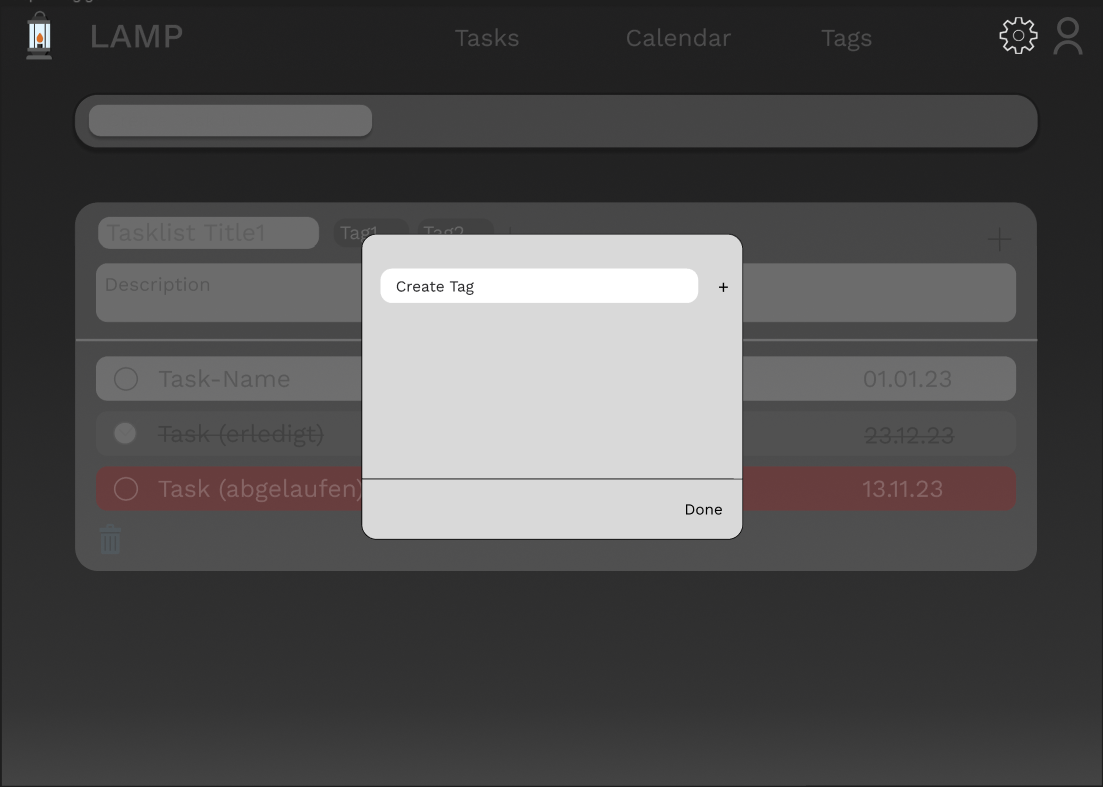 LAMP
Tasks
Calendar
Tags
Tasklist Title1
Tag1
Tag2
Description
Create Tag
+
Task-Name
01.01.23
Task (erledigt)
23.12.23
Task (abgelaufen)
13.11.23
Done